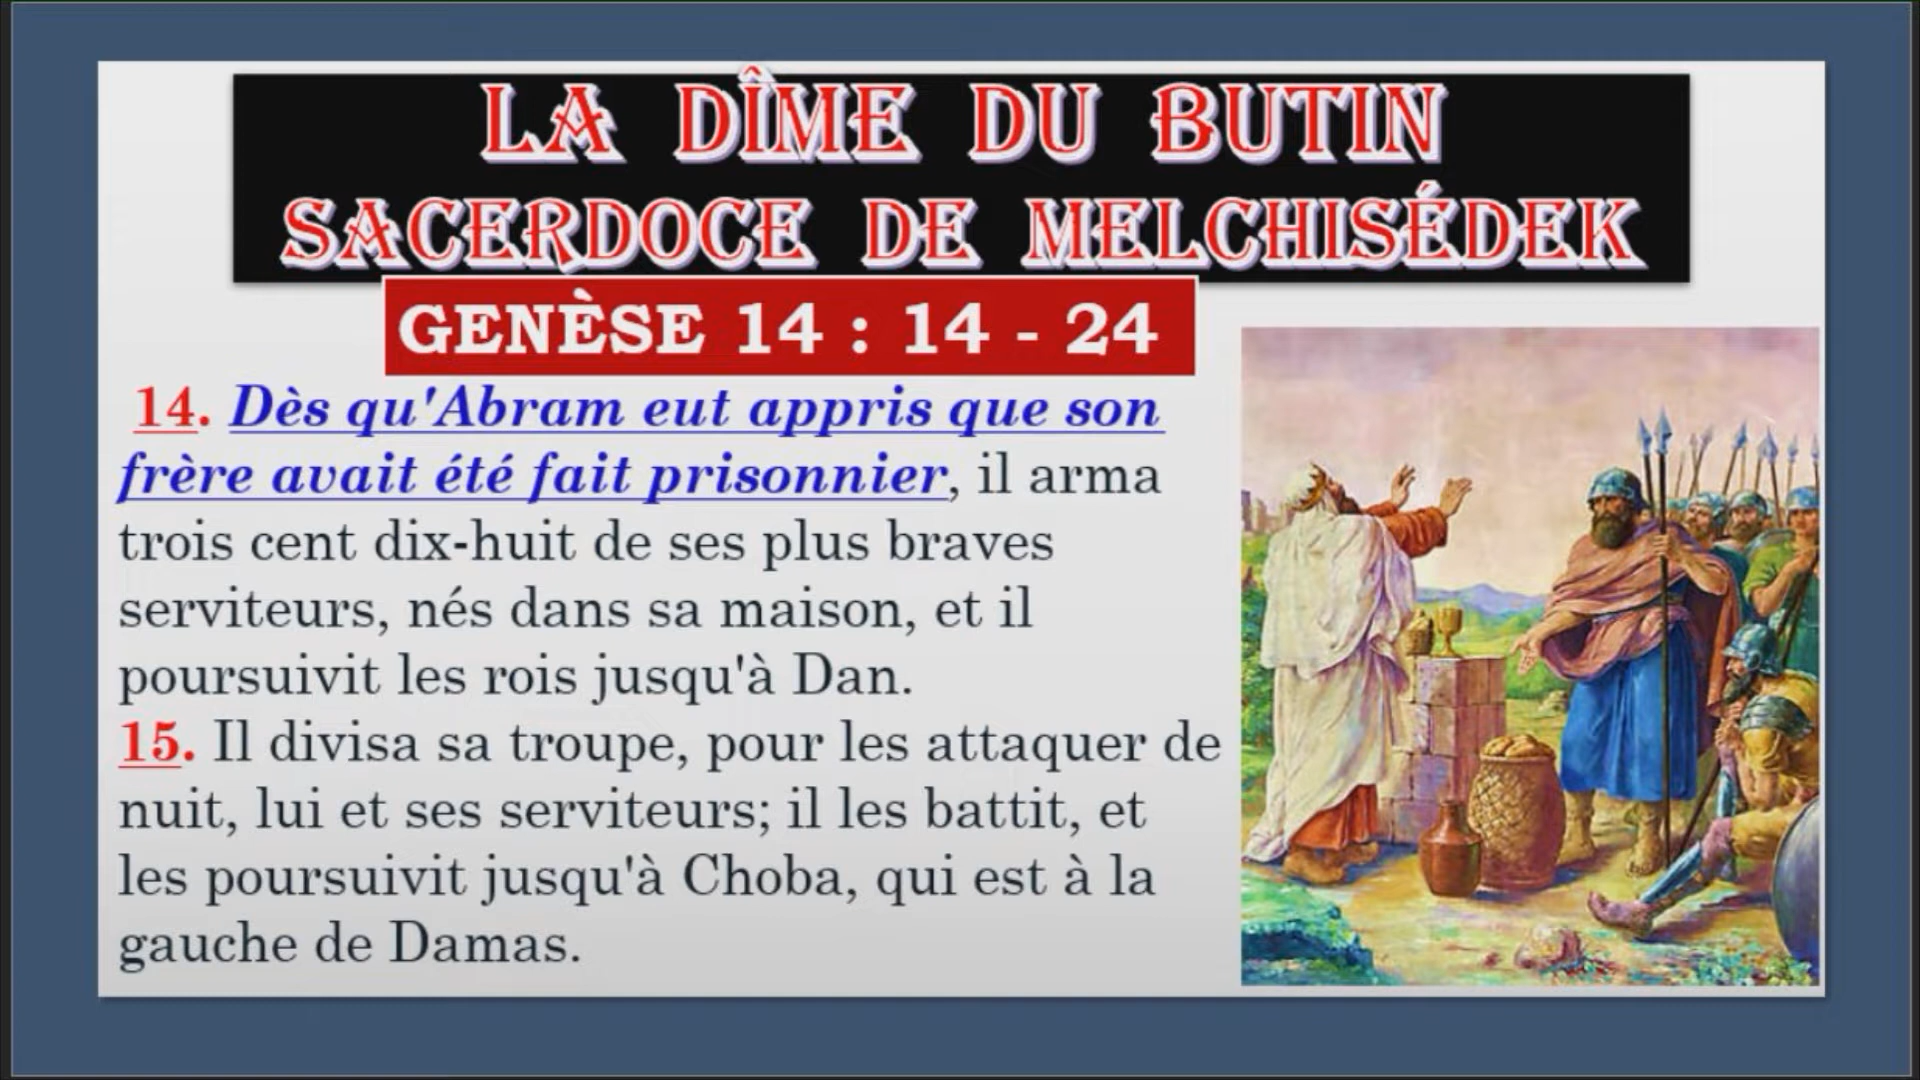 LA DÎME DU BUTIN
SACERDOCE DE MELCHISÉDEK
GENÈSE 14 : 14 - 24
14. Dès qu'Abram eut appris que son
frère avait été fait prisonnier, il arma
trois cent dix-huit de ses plus braves
serviteurs, nés dans sa maison, et il
poursuivit les rois jusqu'à Dan.
15. Il divisa sa troupe, pour les attaquer de
nuit, lui et ses serviteurs; il les battit, et
les poursuivit jusqu'à Choba, qui est à la
gauche de Damas.